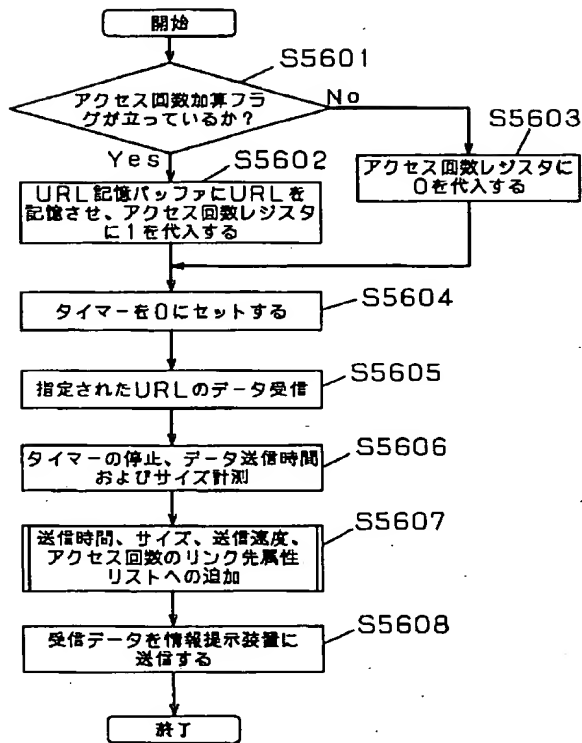 開始
S5601
アクセス回数加算フラ
グが立っているか?
No
Yes
S5602
S5603
URL記憶バッファにURLを
記憶させ、アクセス回数レジスタ
に1を代入する
アクセス回数レジスタに
0を代入する
S5604
タイマーを0にセットする
S5605
指定されたURLのデータ受信
S5606
タイマーの停止、データ送信時間
およびサイズ計測
S5607
送信時間、サイズ、送信速度、
アクセス回数のリンク先属性
リストへの追加
S5608
受信データを情報提示装置に
送信する
終了